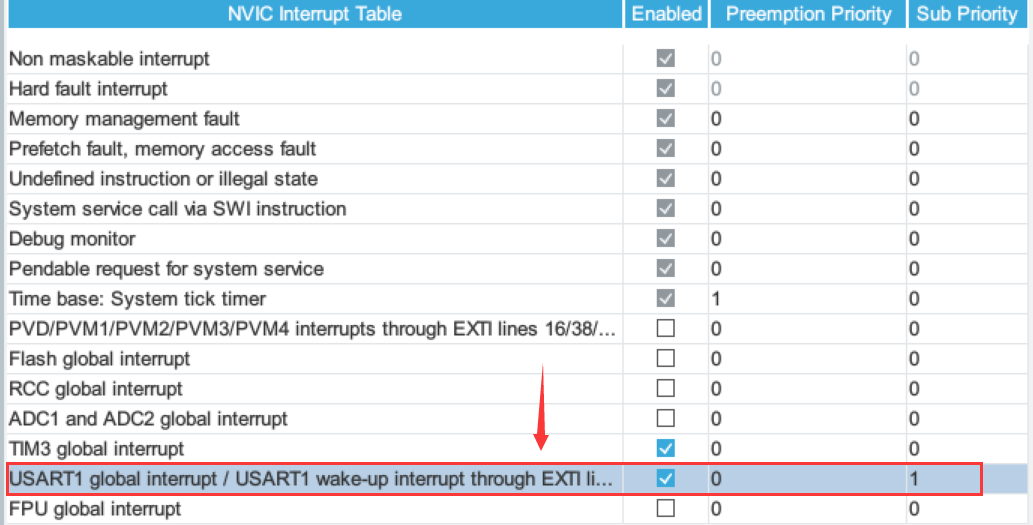 NVIC Interrupt Table Enabled Preemption Priority Sub Priority
Non maskable interrupt 0 0
Hard fault interrupt 0 0
Memory management fault 0 0
Prefetch fault, memory access fault 0 0
Undefined instruction or illegal state 0 0
System service call via SWI instruction 0 0
Debug monitor 0 0
Pendable request for system service 0 0
Time base: System tick timer 1 0
PVD/PVM1/PVM2/PVM3/PVM4 interrupts through EXTI lines 16/38/... 0 0
Flash global interrupt 0 0
RCC global interrupt 0 0
ADC1 and ADC2 global interrupt 0 0
TIM3 global interrupt 0 0
USART1 global interrupt / USART1 wake-up interrupt through EXTI li... 0 1
FPU global interrupt 0 0